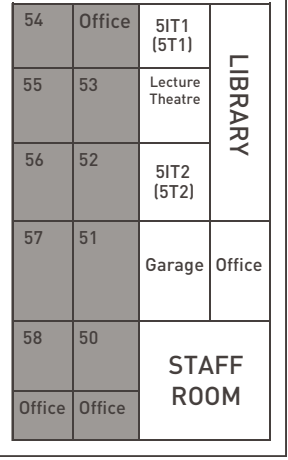 54 Office 5IT1
(5T1)
LIBRARY
55 53 Lecture
Theatre
56 52 5IT2
(5T2)
57 51
Garage Office
58 50
STAFF
ROOM
Office Office